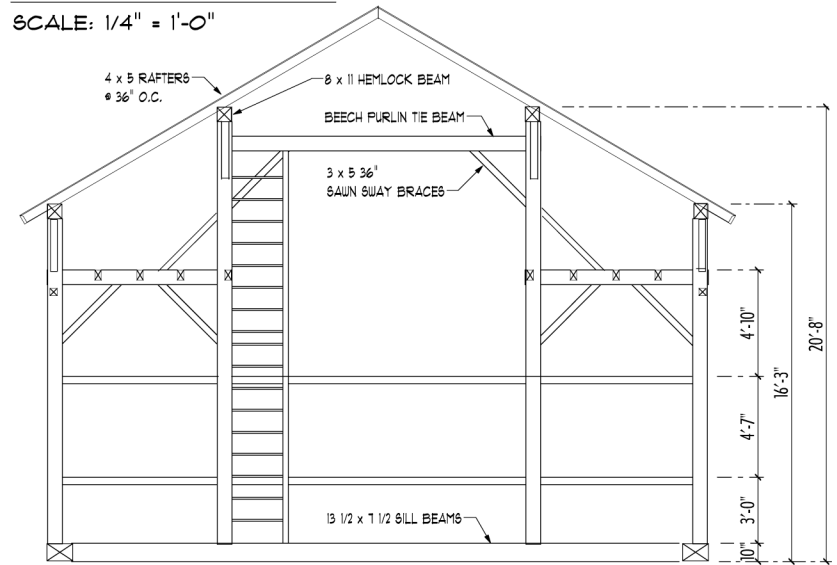 SCALE: 1/4" = 1'-0"
4 x 5 RAFTERS
@ 36" O.C.
8 x 11 HEMLOCK BEAM
BEECH PURLIN TIE BEAM
3 x 5 36"
SAWN SWAY BRACES
4'-10"
20'-8"
16'-3"
4'-7"
3'-0"
13 1/2 x 7 1/2 SILL BEAMS
10"